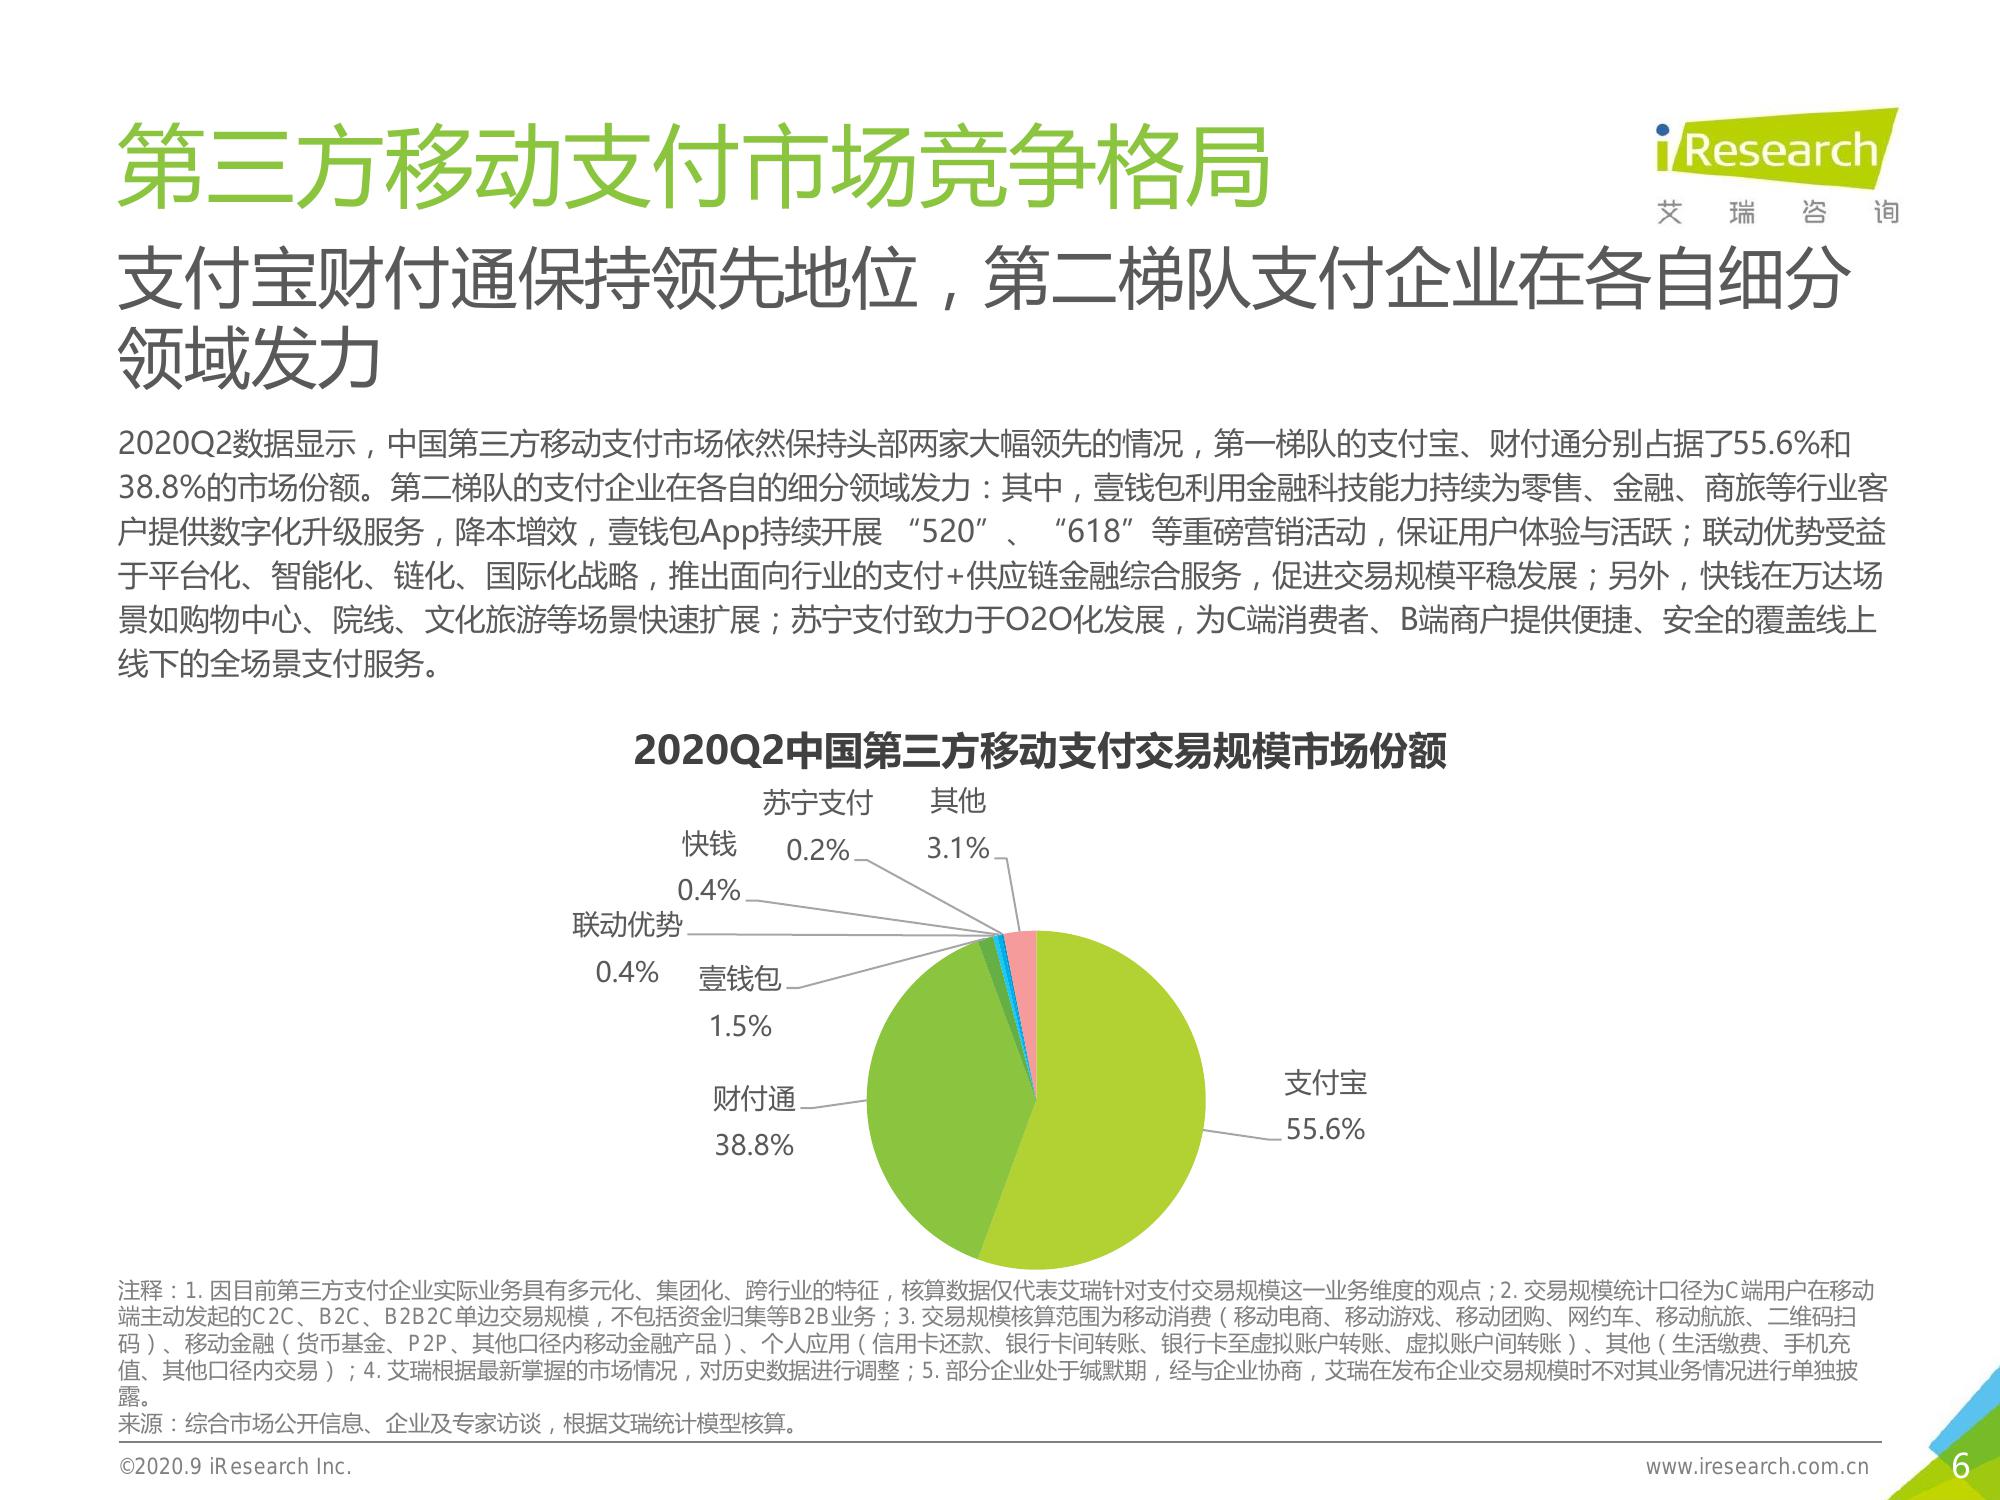 第三方移动支付市场竞争格局
iResearch
艾瑞咨询
支付宝财付通保持领先地位，第二梯队支付企业在各自细分
领域发力
2020Q2数据显示，中国第三方移动支付市场依然保持头部两家大幅领先的情况，第一梯队的支付宝、财付通分别占据了55.6%和
38.8%的市场份额。第二梯队的支付企业在各自的细分领域发力：其中，壹钱包利用金融科技能力持续为零售、金融、商旅等行业客
户提供数字化升级服务，降本增效，壹钱包App持续开展 “520” 、 “618” 等重磅营销活动，保证用户体验与活跃；联动优势受益
于平台化、智能化、链化、国际化战略，推出面向行业的支付+供应链金融综合服务，促进交易规模平稳发展；另外，快钱在万达场
景如购物中心、院线、文化旅游等场景快速扩展；苏宁支付致力于O2O化发展，为C端消费者、B端商户提供便捷、安全的覆盖线上
线下的全场景支付服务。
2020Q2中国第三方移动支付交易规模市场份额
苏宁支付
0.2%
其他
3.1%
快钱
0.4%
联动优势
0.4%
壹钱包
1.5%
财付通
38.8%
支付宝
55.6%
注释：1. 因目前第三方支付企业实际业务具有多元化、集团化、跨行业的特征，核算数据仅代表艾瑞针对支付交易规模这一业务维度的观点；2. 交易规模统计口径为C端用户在移动
端主动发起的C2C、B2C、B2B2C单边交易规模，不包括资金归集等B2B业务；3. 交易规模核算范围为移动消费（移动电商、移动游戏、移动团购、网约车、移动航旅、二维码扫
码）、移动金融（货币基金、P2P、其他口径内移动金融产品）、个人应用（信用卡还款、银行卡间转账、银行卡至虚拟账户转账、虚拟账户间转账）、其他（生活缴费、手机充
值、其他口径内交易）；4. 艾瑞根据最新掌握的市场情况，对历史数据进行调整；5. 部分企业处于缄默期，经与企业协商，艾瑞在发布企业交易规模时不对其业务情况进行单独披
露。
来源：综合市场公开信息、企业及专家访谈，根据艾瑞统计模型核算。
©2020.9 iResearch Inc.
www.iresearch.com.cn
6